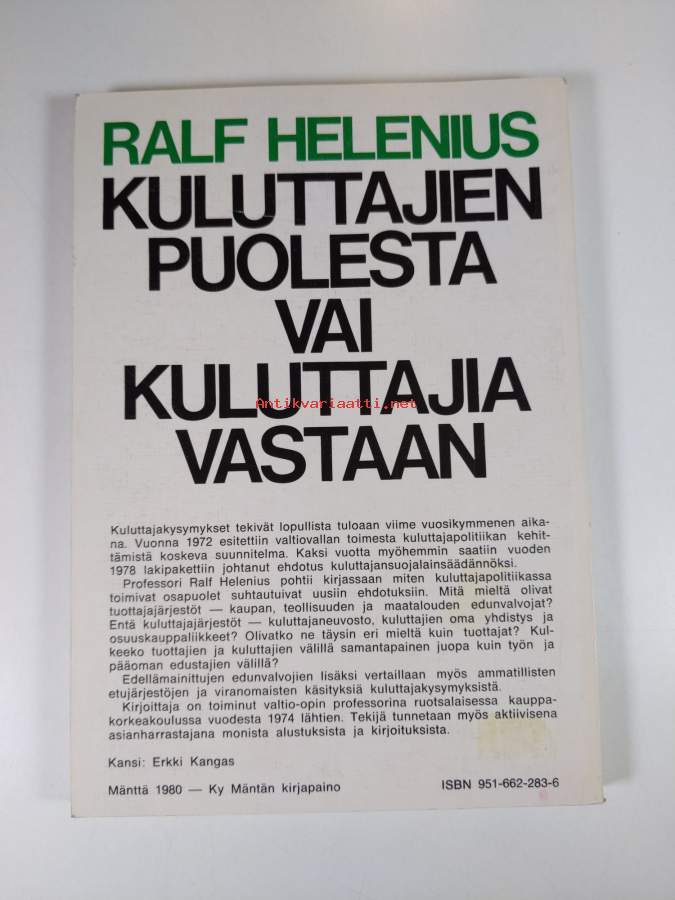 RALF HELENIUS
KULUTTAJIEN
PUOLESTA
VAI
KULUTTAJIA
Antikvariaatti.net
VASTAAN
Kuluttajakysymykset tekivät lopullista tuloaan viime vuosikymmenen aika-
na. Vuonna 1972 esitettiin valtiovallan toimesta kuluttajapolitiikan kehit-
tämistä koskeva suunnitelma. Kaksi vuotta myöhemmin saatiin vuoden
1978 lakipakettiin johtanut ehdotus kuluttajansuojalainsäädännöksi.
Professori Ralf Helenius pohtii kirjassaan miten kuluttajapolitiikassa
toimivat osapuolet suhtautuivat uusiin ehdotuksiin. Mitä mieltä olivat
tuottajajärjestöt — kaupan, teollisuuden ja maatalouden edunvalvojat?
Entä kuluttajajärjestöt — kuluttajaneuvosto, kuluttajien oma yhdistys ja
osuuskauppaliikkeet? Olivatko ne täysin eri mieltä kuin tuottajat? Kul-
keeko tuottajien ja kuluttajien välillä samantapainen juopa kuin työn ja
pääoman edustajien välillä?
Edellämainittujen edunvalvojien lisäksi vertaillaan myös ammatillisten
etujärjestöjen ja viranomaisten käsityksiä kuluttajakysymyksistä.
Kirjoittaja on toiminut valtio-opin professorina ruotsalaisessa kauppa-
korkeakoulussa vuodesta 1974 lähtien. Tekijä tunnetaan myös aktiivisena
asianharrastajana monista alustuksista ja kirjoituksista.
Kansi: Erkki Kangas
Mänttä 1980 — Ky Mäntän kirjapaino
ISBN 951-662-283-6